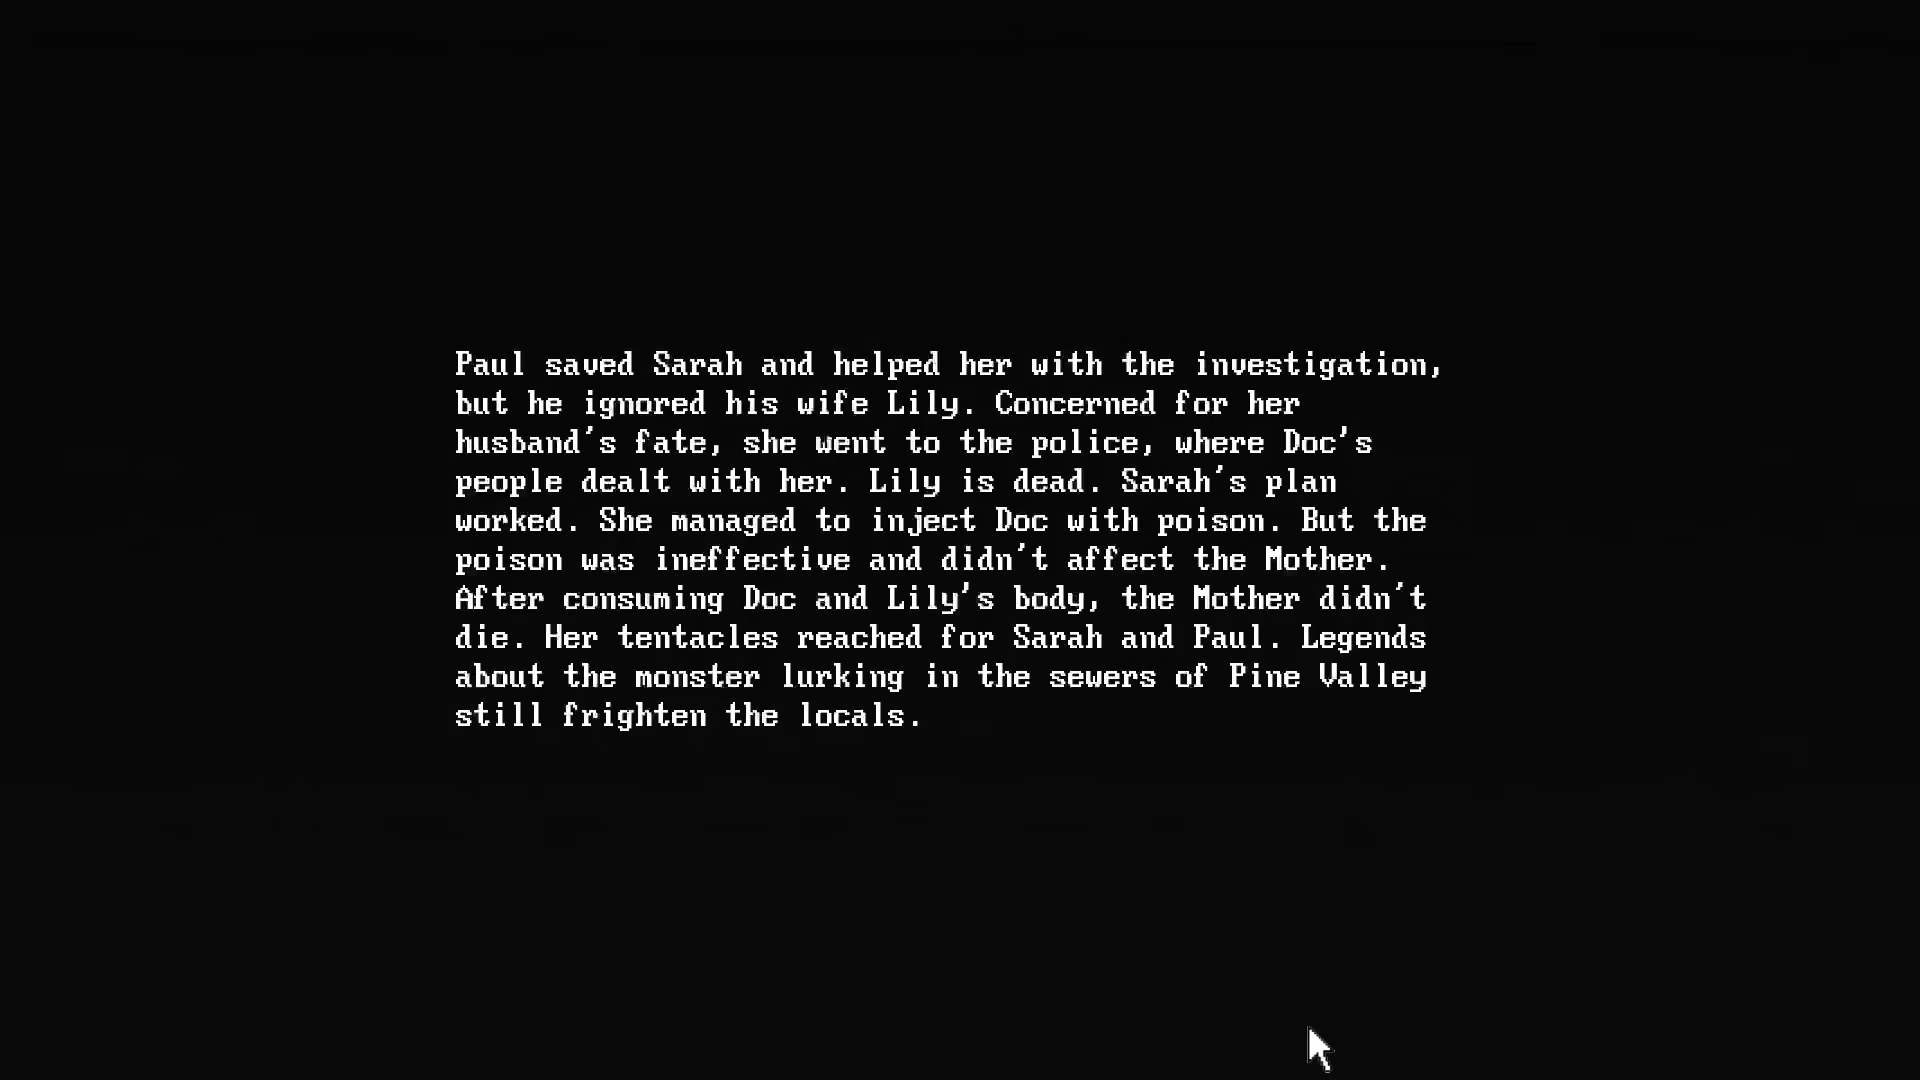 Paul saved Sarah and helped her with the investigation,
but he ignored his wife Lily. Concerned for her
husband's fate, she went to the police, where Doc's
people dealt with her. Lily is dead. Sarah's plan
worked. She managed to inject Doc with poison. But the
poison was ineffective and didn't affect the Mother.
After consuming Doc and Lily's body, the Mother didn't
die. Her tentacles reached for Sarah and Paul. Legends
about the monster lurking in the sewers of Pine Valley
still frighten the locals.